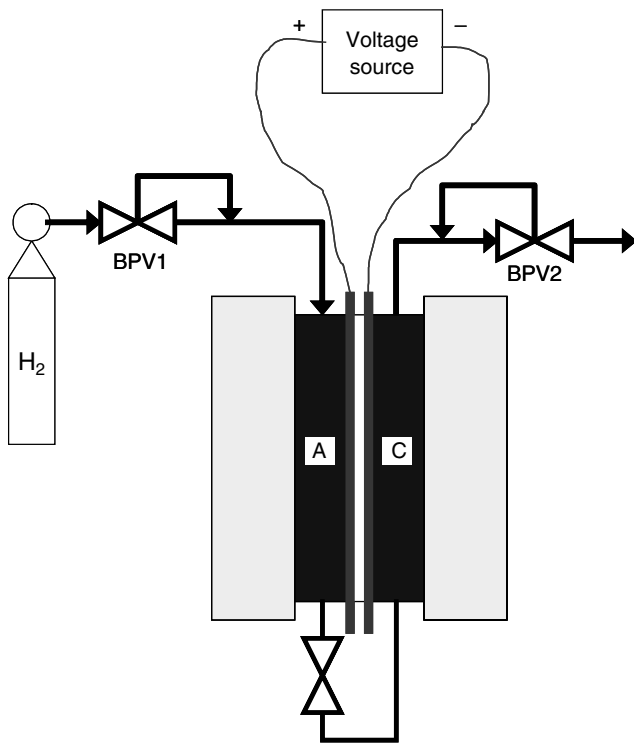 +
Voltage
source
−
BPV1
BPV2
H₂
A
C